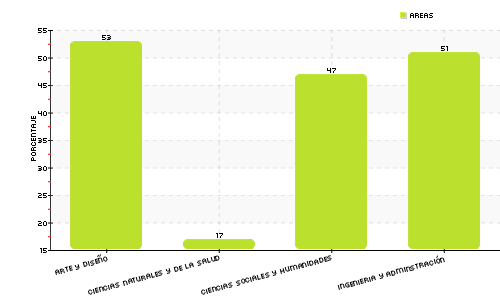 AREAS
55
53
50
51
47
45
40
PORCENTAJE
35
30
25
20
17
15
ARTE Y DISEÑO
CIENCIAS NATURALES Y DE LA SALUD
CIENCIAS SOCIALES Y HUMANIDADES
INGENIERIA Y ADMINSTRACIÓN